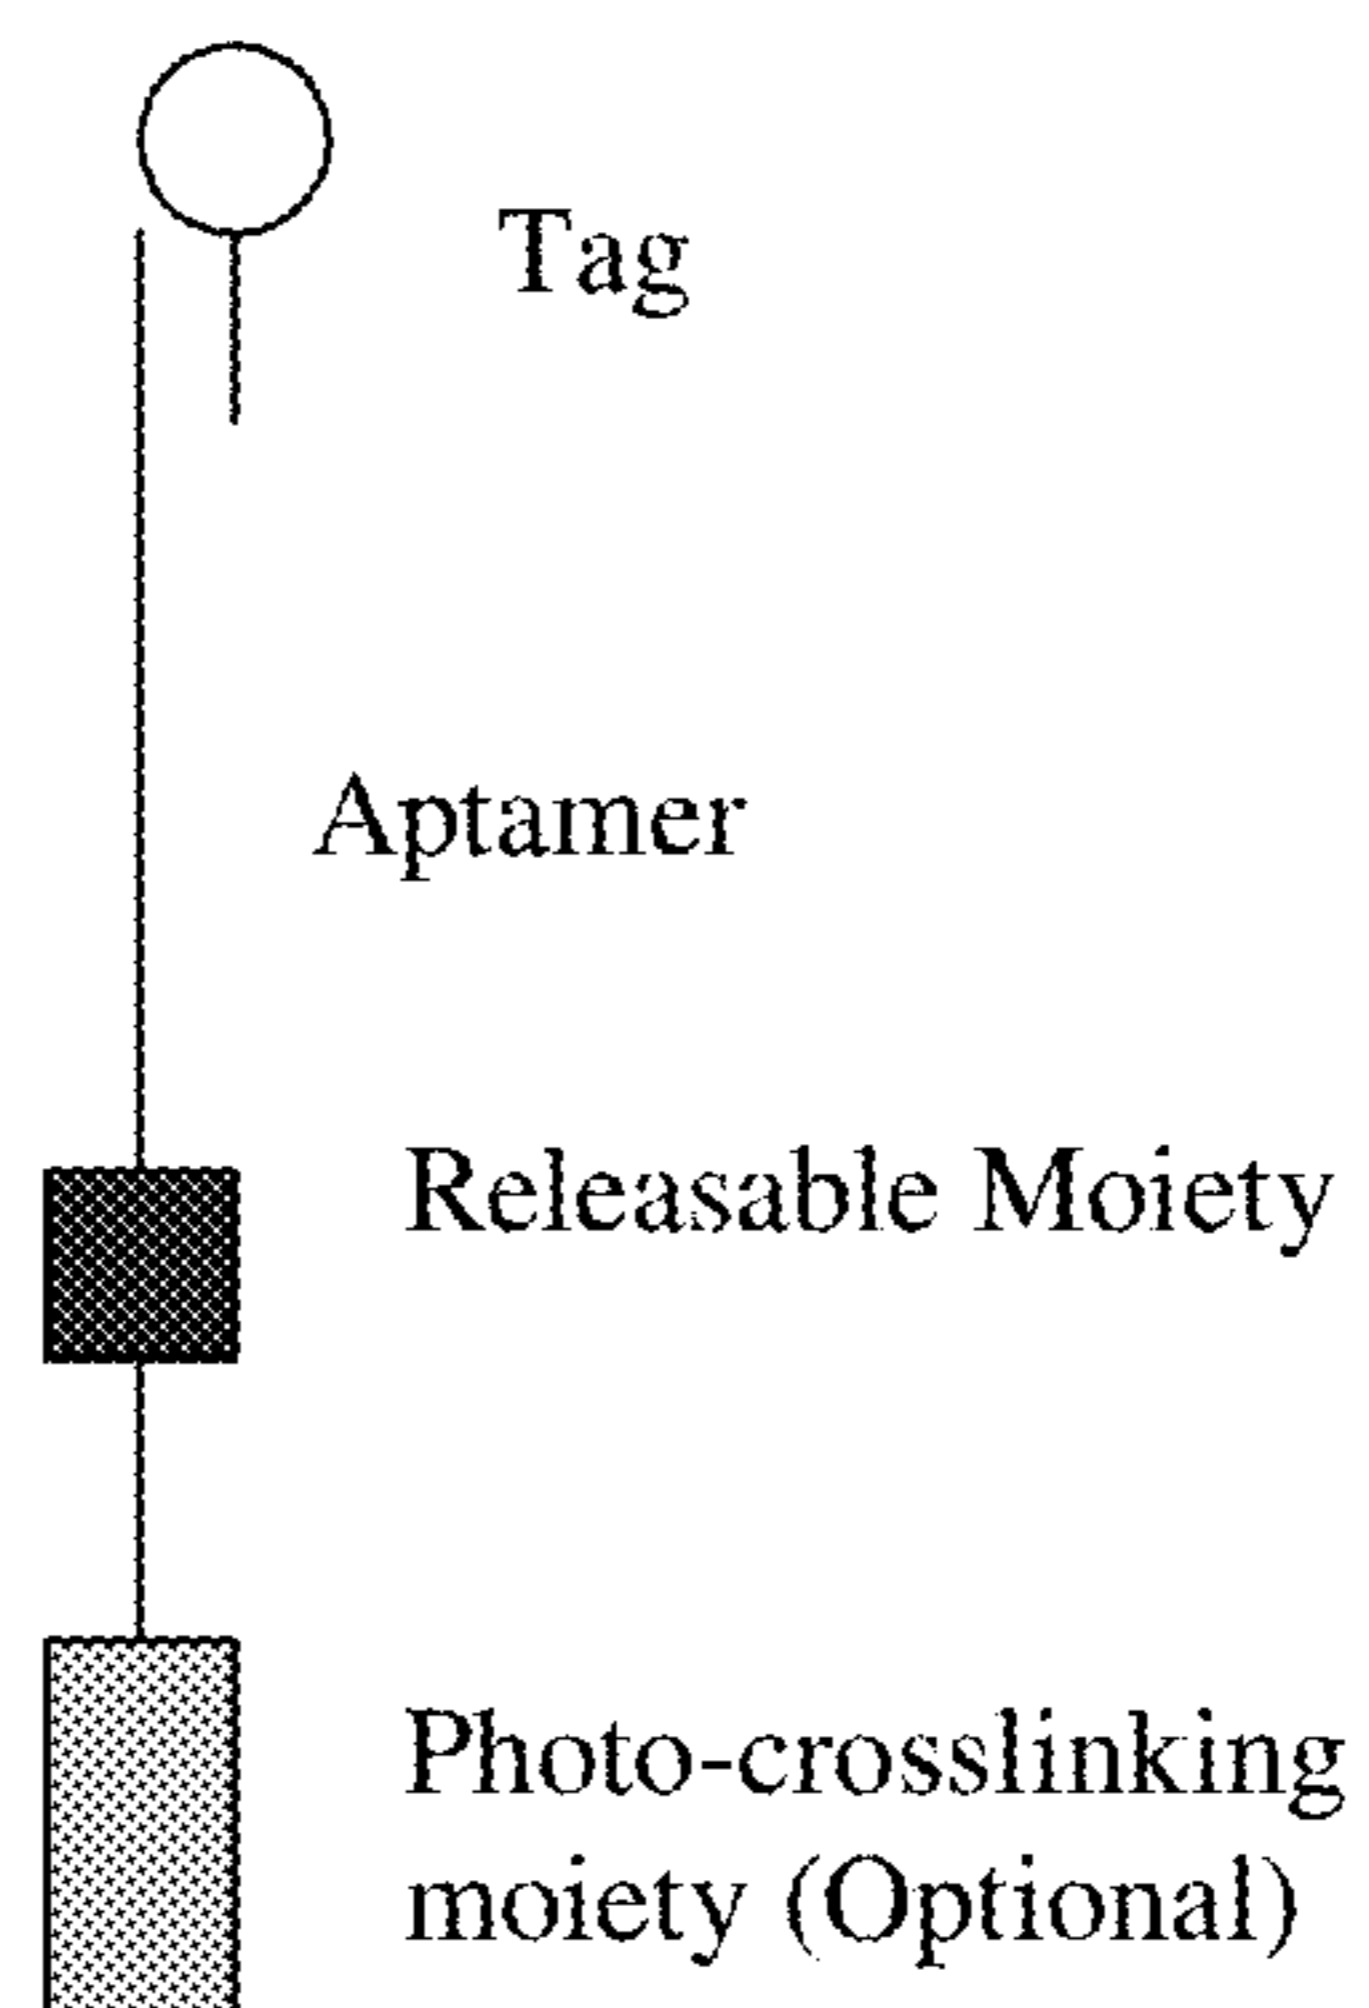 Tag
Aptamer
Releasable Moiety
Photo-crosslinking
moiety (Optional)